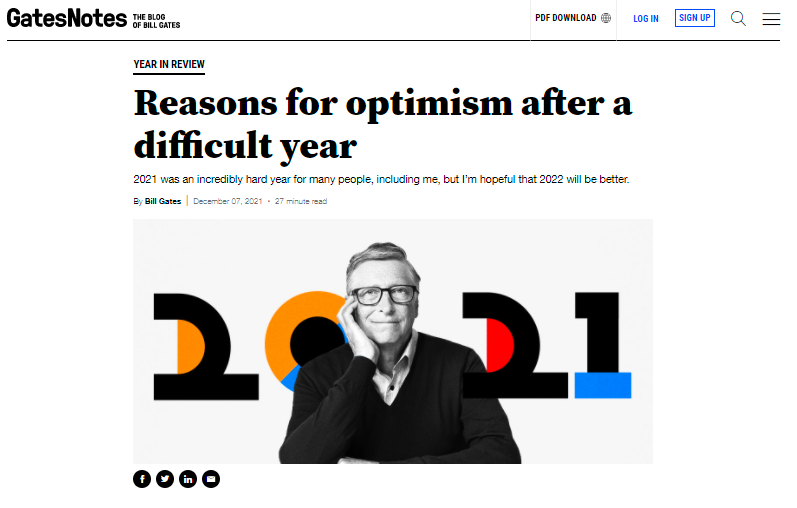 GatesNotes THE BLOG
OF BILL GATES
PDF DOWNLOAD
LOG IN
SIGN UP
YEAR IN REVIEW
Reasons for optimism after a
difficult year
2021 was an incredibly hard year for many people, including me, but I'm hopeful that 2022 will be better.
By Bill Gates | December 07, 2021 • 27 minute read
2021